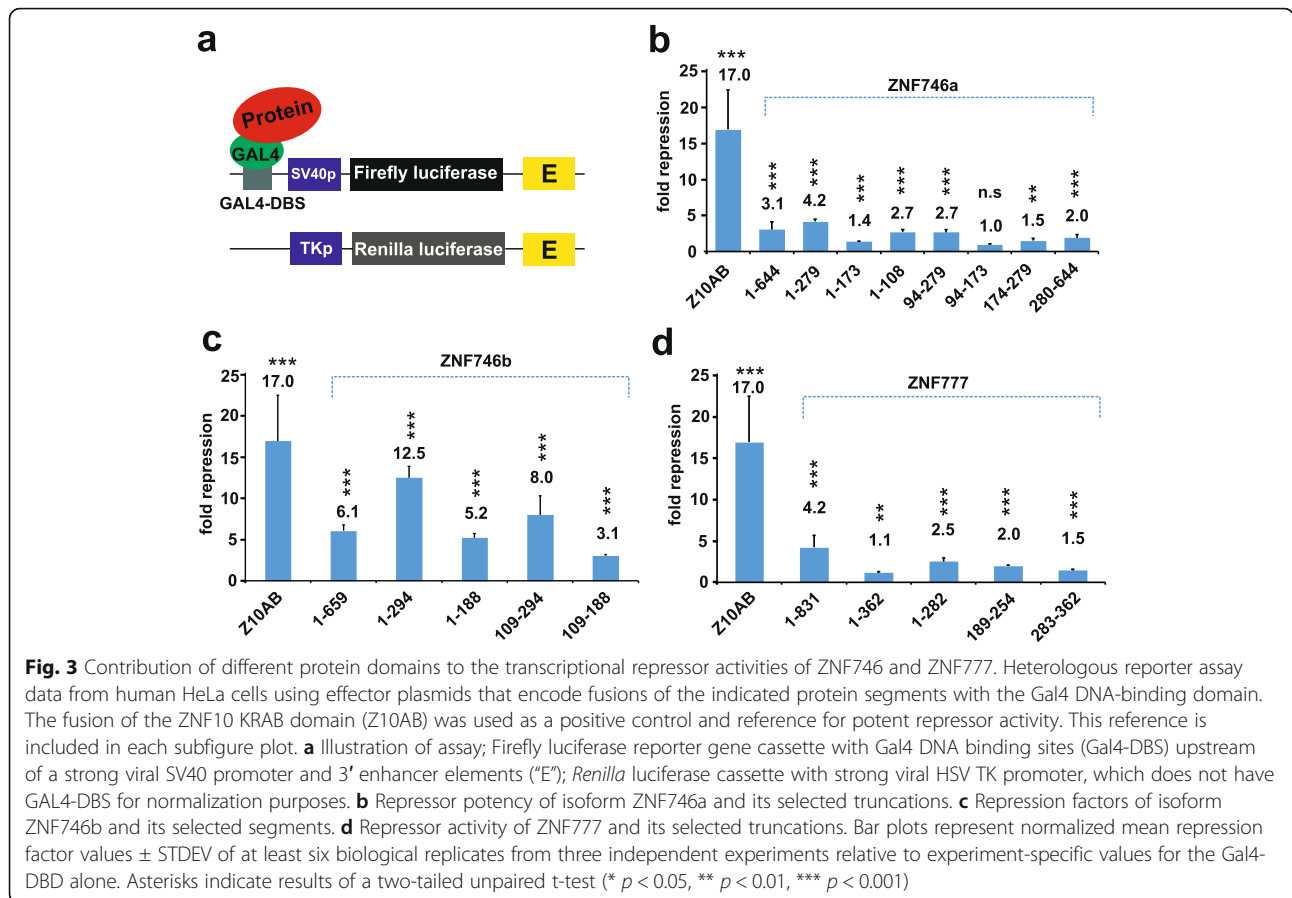 a
Protein
GAL4
SV40p
Firefly luciferase
E
GAL4-DBS
TKp
Renilla luciferase
E
b
fold repression
25
20
15
10
5
0
ZNF746a
***
17.0
***
3.1
***
4.2
***
1.4
***
2.7
***
2.7
n.s
1.0
**
1.5
***
2.0
Z10AB
1-644
1-279
1-173
1-108
94-279
94-173
174-279
280-644
c
fold repression
25
20
15
10
5
0
ZNF746b
***
17.0
***
6.1
***
12.5
***
5.2
***
8.0
***
3.1
Z10AB
1-659
1-294
1-188
109-294
109-188
d
fold repression
25
20
15
10
5
0
ZNF777
***
17.0
***
4.2
**
1.1
***
2.5
***
2.0
***
1.5
Z10AB
1-831
1-362
1-282
189-254
283-362
Fig. 3 Contribution of different protein domains to the transcriptional repressor activities of ZNF746 and ZNF777. Heterologous reporter assay
data from human HeLa cells using effector plasmids that encode fusions of the indicated protein segments with the Gal4 DNA-binding domain.
The fusion of the ZNF10 KRAB domain (Z10AB) was used as a positive control and reference for potent repressor activity. This reference is
included in each subfigure plot. a Illustration of assay; Firefly luciferase reporter gene cassette with Gal4 DNA binding sites (Gal4-DBS) upstream
of a strong viral SV40 promoter and 3′ enhancer elements (“E”); Renilla luciferase cassette with strong viral HSV TK promoter, which does not have
GAL4-DBS for normalization purposes. b Repressor potency of isoform ZNF746a and its selected truncations. c Repression factors of isoform
ZNF746b and its selected segments. d Repressor activity of ZNF777 and its selected truncations. Bar plots represent normalized mean repression
factor values ± STDEV of at least six biological replicates from three independent experiments relative to experiment-specific values for the Gal4-
DBD alone. Asterisks indicate results of a two-tailed unpaired t-test (* p < 0.05, ** p < 0.01, *** p < 0.001)